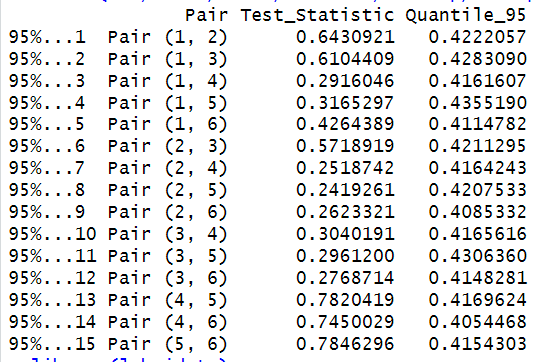 Pair Test_Statistic Quantile_95
95%...1 Pair (1, 2) 0.6430921 0.4222057
95%...2 Pair (1, 3) 0.6104409 0.4283090
95%...3 Pair (1, 4) 0.2916046 0.4161607
95%...4 Pair (1, 5) 0.3165297 0.4355190
95%...5 Pair (1, 6) 0.4264389 0.4114782
95%...6 Pair (2, 3) 0.5718919 0.4211295
95%...7 Pair (2, 4) 0.2518742 0.4164243
95%...8 Pair (2, 5) 0.2419261 0.4207533
95%...9 Pair (2, 6) 0.2623321 0.4085332
95%...10 Pair (3, 4) 0.3040191 0.4165616
95%...11 Pair (3, 5) 0.2961200 0.4306360
95%...12 Pair (3, 6) 0.2768714 0.4148281
95%...13 Pair (4, 5) 0.7820419 0.4169624
95%...14 Pair (4, 6) 0.7450029 0.4054468
95%...15 Pair (5, 6) 0.7846296 0.4154303